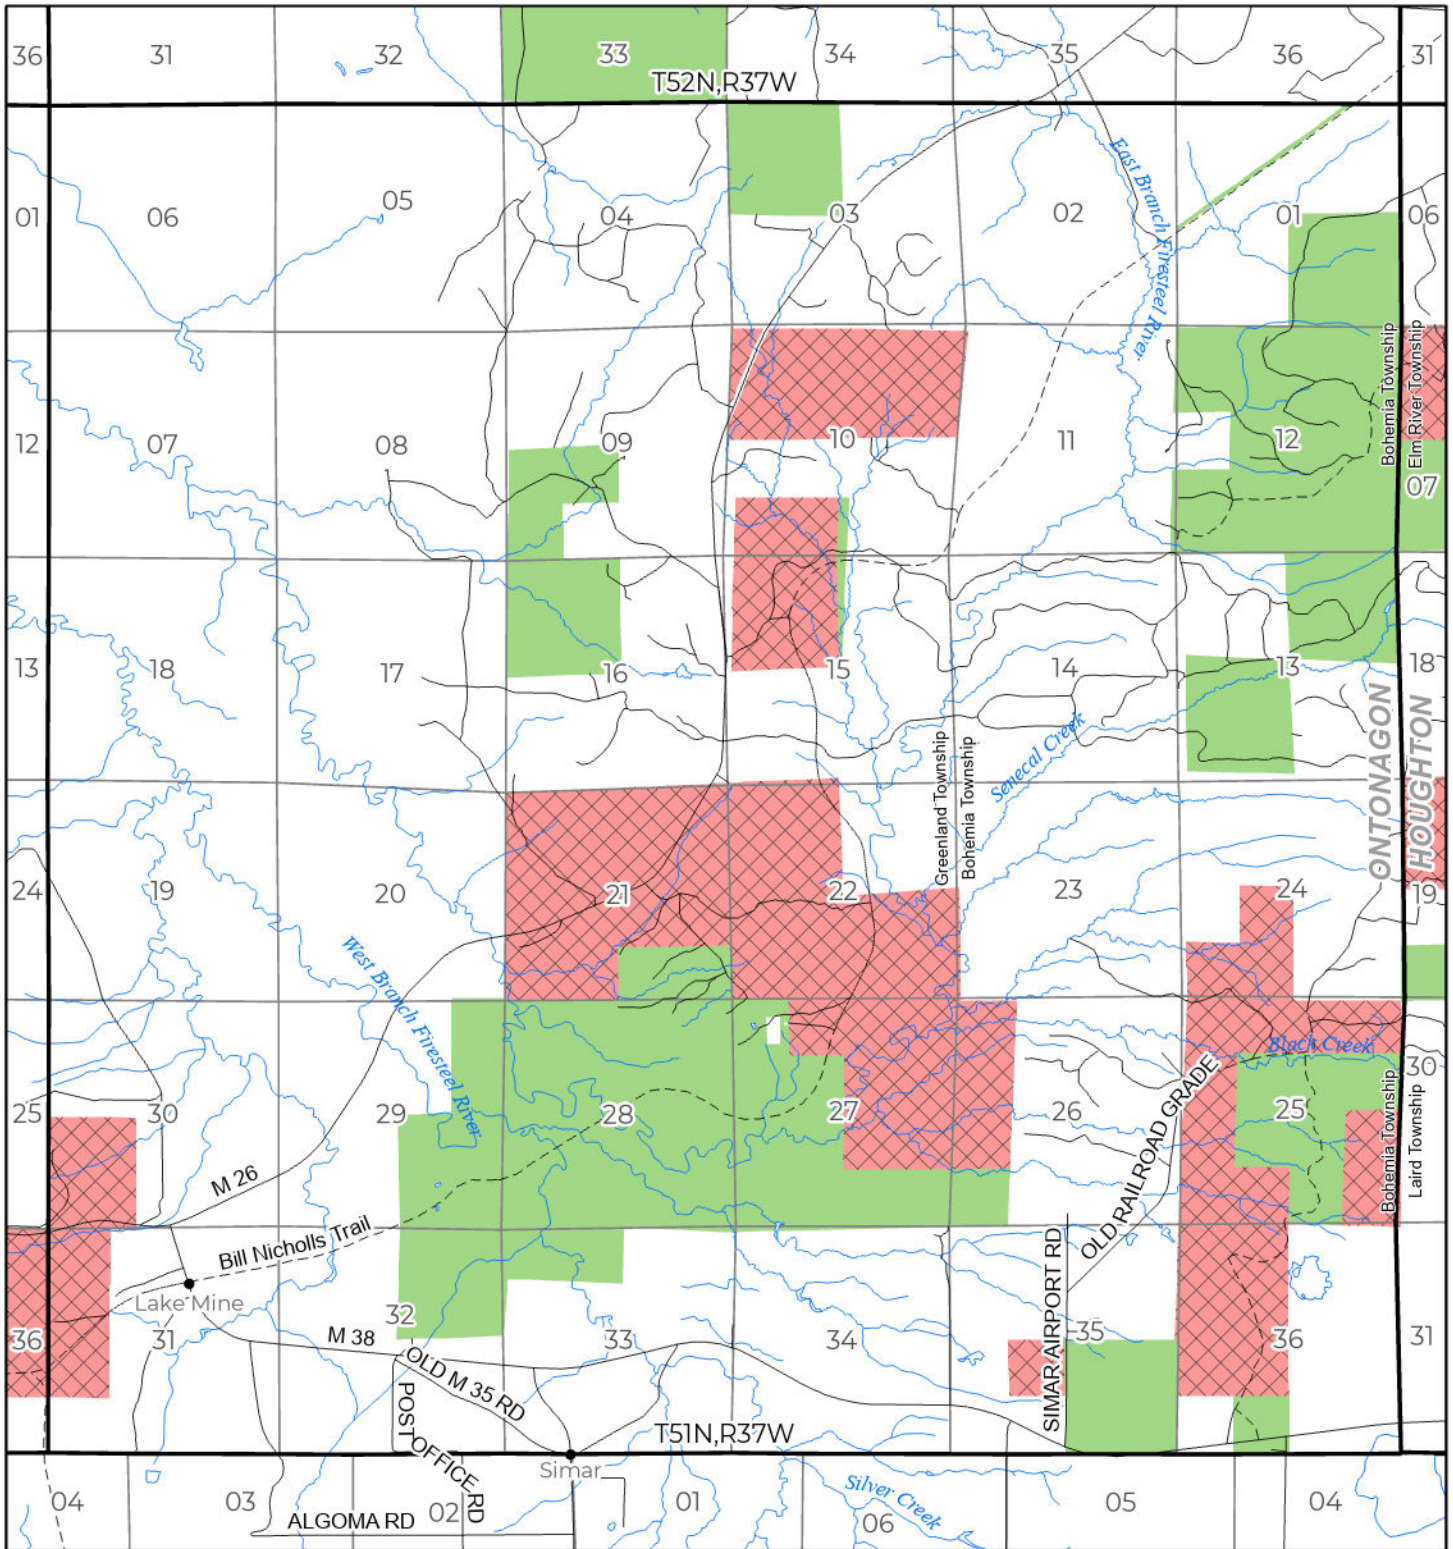 36 31 32 33 34 35 36 31
T52N,R37W
East Branch Firesteel River
01 06 05 04 03 02 01 06
Bohemia Township
Elm River Township
12 07 08 09 10 11 12 07
13 18 17 16 15 14 13 18
ONTONAGON
HOUGHTON
Greenland Township
Bohemia Township
Senecal Creek
24 19 20 21 22 23 24 19
West Branch Firesteel River
Black Creek
25 30 29 28 27 26 25 30
Bohemia Township
Laird Township
M 26
Bill Nicholls Trail
OLD RAILROAD GRADE
SIMAR AIRPORT RD
Lake Mine
36 31 32 33 34 35 36 31
M 38
OLD M 35 RD
POST OFFICE RD
T51N,R37W
Simar
04 03 02 01 06 05 04
Silver Creek
ALGOMA RD